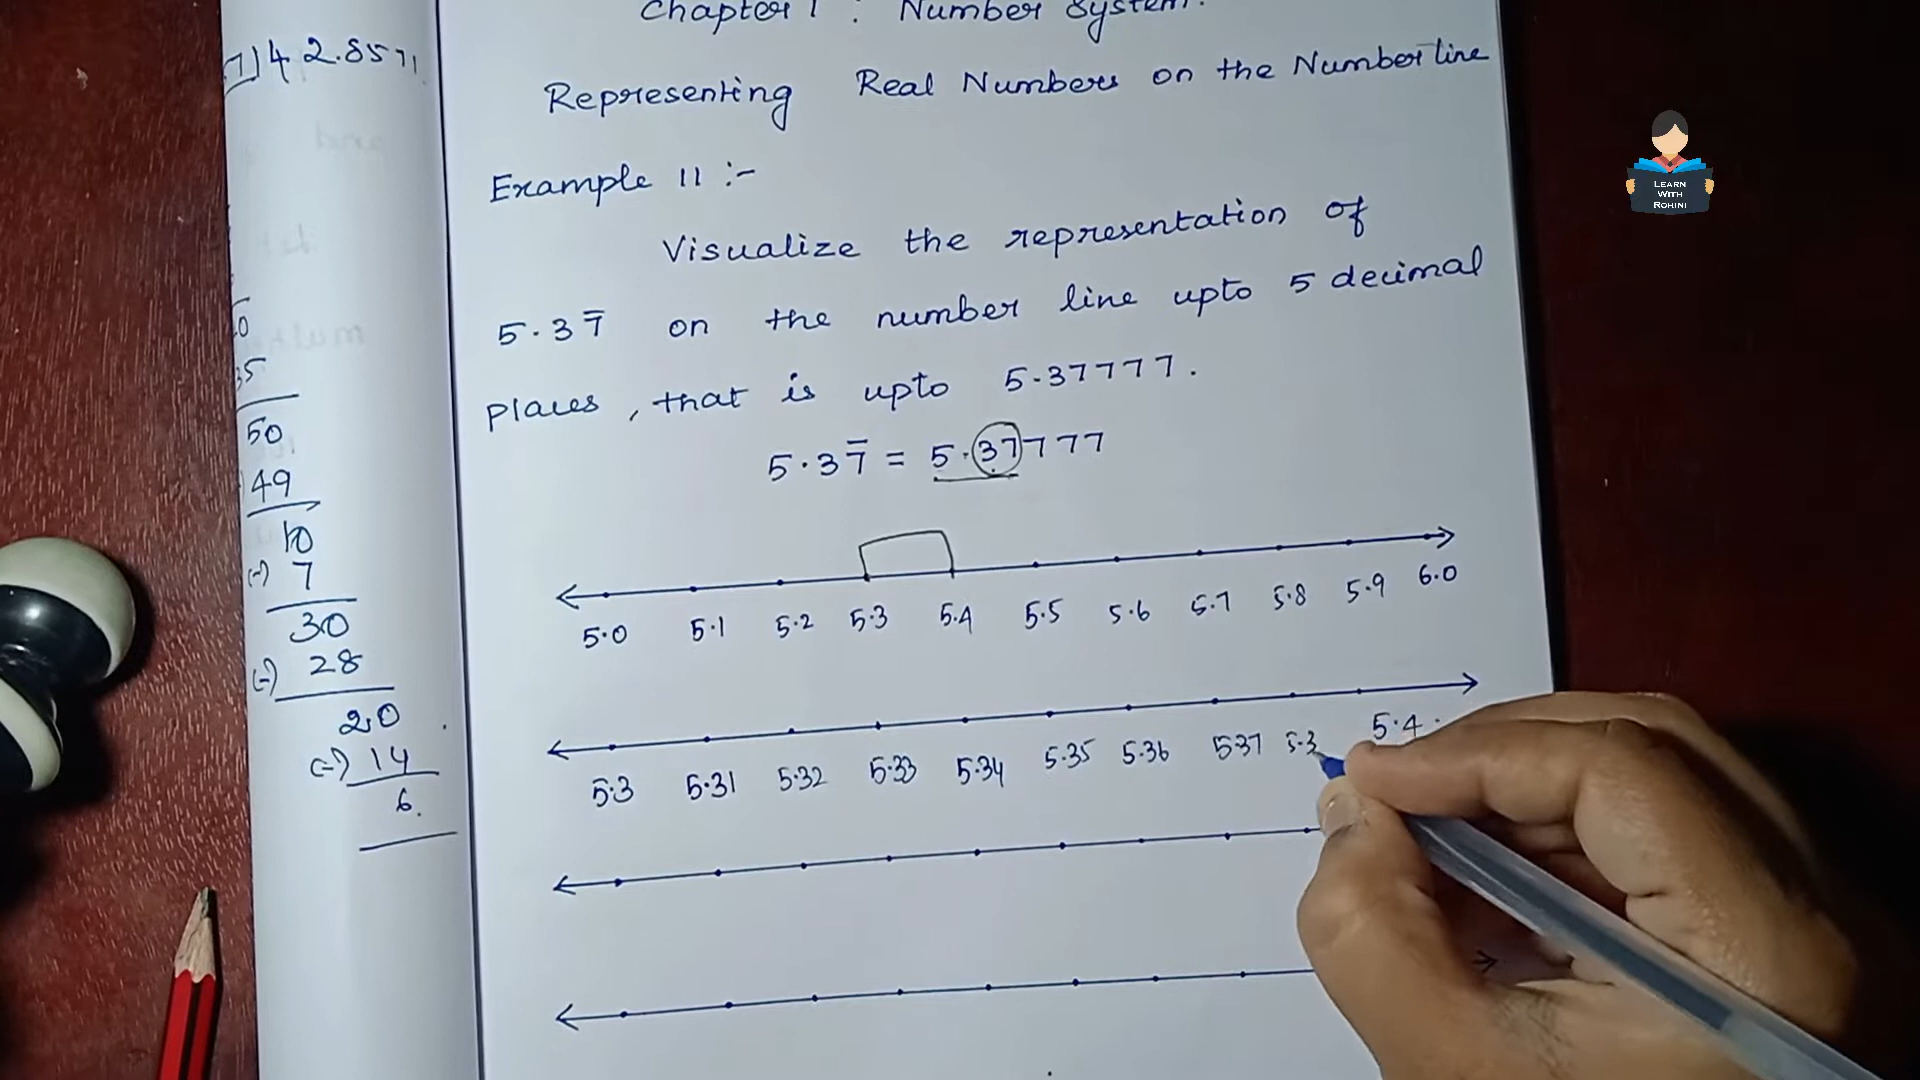 Chapter 1 : Number System.
Representing Real Numbers on the Number line
Example 11 :-
Visualize the representation of
5.37̅ on the number line upto 5 decimal
places, that is upto 5.37777.
5.37̅ = 5.37777
5.0 5.1 5.2 5.3 5.4 5.5 5.6 5.7 5.8 5.9 6.0
5.3 5.31 5.32 5.33 5.34 5.35 5.36 5.37 5.3 5.4
7)42.8571
50
49
10
(-) 7
30
(-) 28
20
(-) 14
6.
LEARN
WITH
ROHINI